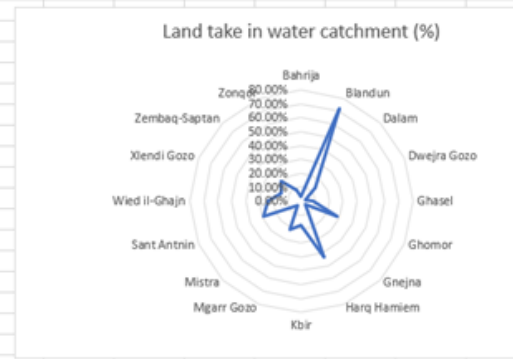 Land take in water catchment (%)
Bahrija
Blandun
Dalam
Dwejra Gozo
Ghasel
Ghomor
Gnejna
Harq Hamiem
Kbir
Mgarr Gozo
Mistra
Sant Antnin
Wied il-Ghajn
Xlendi Gozo
Zembaq-Saptan
Zonqor
80.00%
70.00%
60.00%
50.00%
40.00%
30.00%
20.00%
10.00%
0.00%